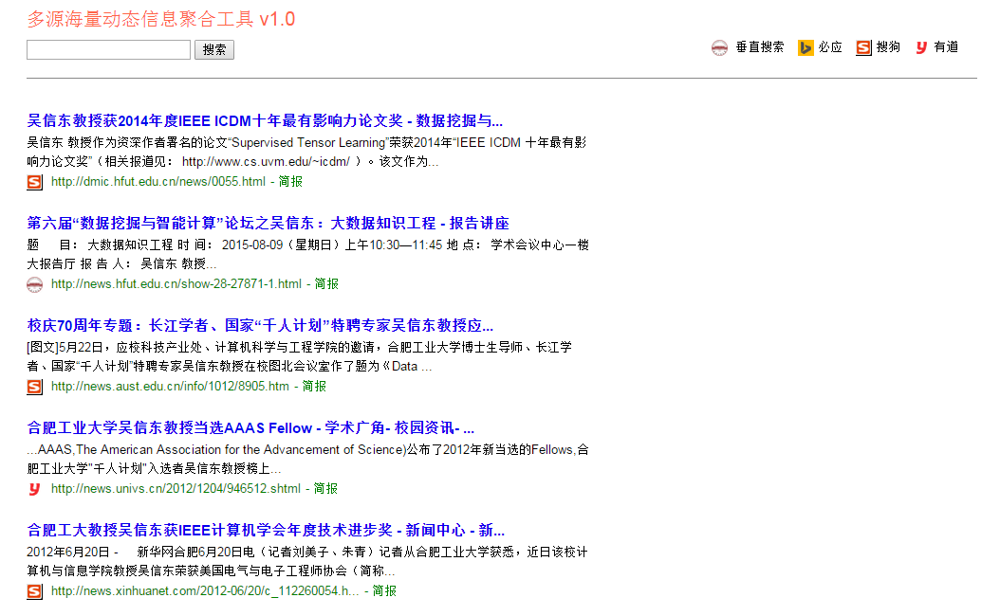 多源海量动态信息聚合工具 v1.0
搜索
垂直搜索 必应 搜狗 有道
吴信东教授获2014年度IEEE ICDM十年最有影响力论文奖 - 数据挖掘与...
吴信东 教授作为资深作者署名的论文“Supervised Tensor Learning”荣获2014年“IEEE ICDM 十年最有影
响力论文奖”（相关报道见： http://www.cs.uvm.edu/~icdm/ ）。该文作为...
http://dmic.hfut.edu.cn/news/0055.html - 简报
第六届“数据挖掘与智能计算”论坛之吴信东：大数据知识工程 - 报告讲座
题 目： 大数据知识工程 时 间： 2015-08-09（星期日）上午10:30—11:45 地 点： 学术会议中心一楼
大报告厅 报 告 人： 吴信东 教授...
http://news.hfut.edu.cn/show-28-27871-1.html - 简报
校庆70周年专题：长江学者、国家“千人计划”特聘专家吴信东教授应...
[图文]5月22日，应校科技产业处、计算机科学与工程学院的邀请，合肥工业大学博士生导师、长江学
者、国家“千人计划”特聘专家吴信东教授在校图北会议室作了题为《Data ...
http://news.aust.edu.cn/info/1012/8905.htm - 简报
合肥工业大学吴信东教授当选AAAS Fellow - 学术广角- 校园资讯- ...
...AAAS,The American Association for the Advancement of Science)公布了2012年新当选的Fellows,合
肥工业大学"千人计划"入选者吴信东教授榜上...
http://news.univs.cn/2012/1204/946512.shtml - 简报
合肥工大教授吴信东获IEEE计算机学会年度技术进步奖 - 新闻中心 - 新...
2012年6月20日 - 新华网合肥6月20日电（记者刘美子、朱青）记者从合肥工业大学获悉，近日该校计
算机与信息学院教授吴信东荣获美国电气与电子工程师协会（简称...
http://news.xinhuanet.com/2012-06/20/c_112260054.h... - 简报